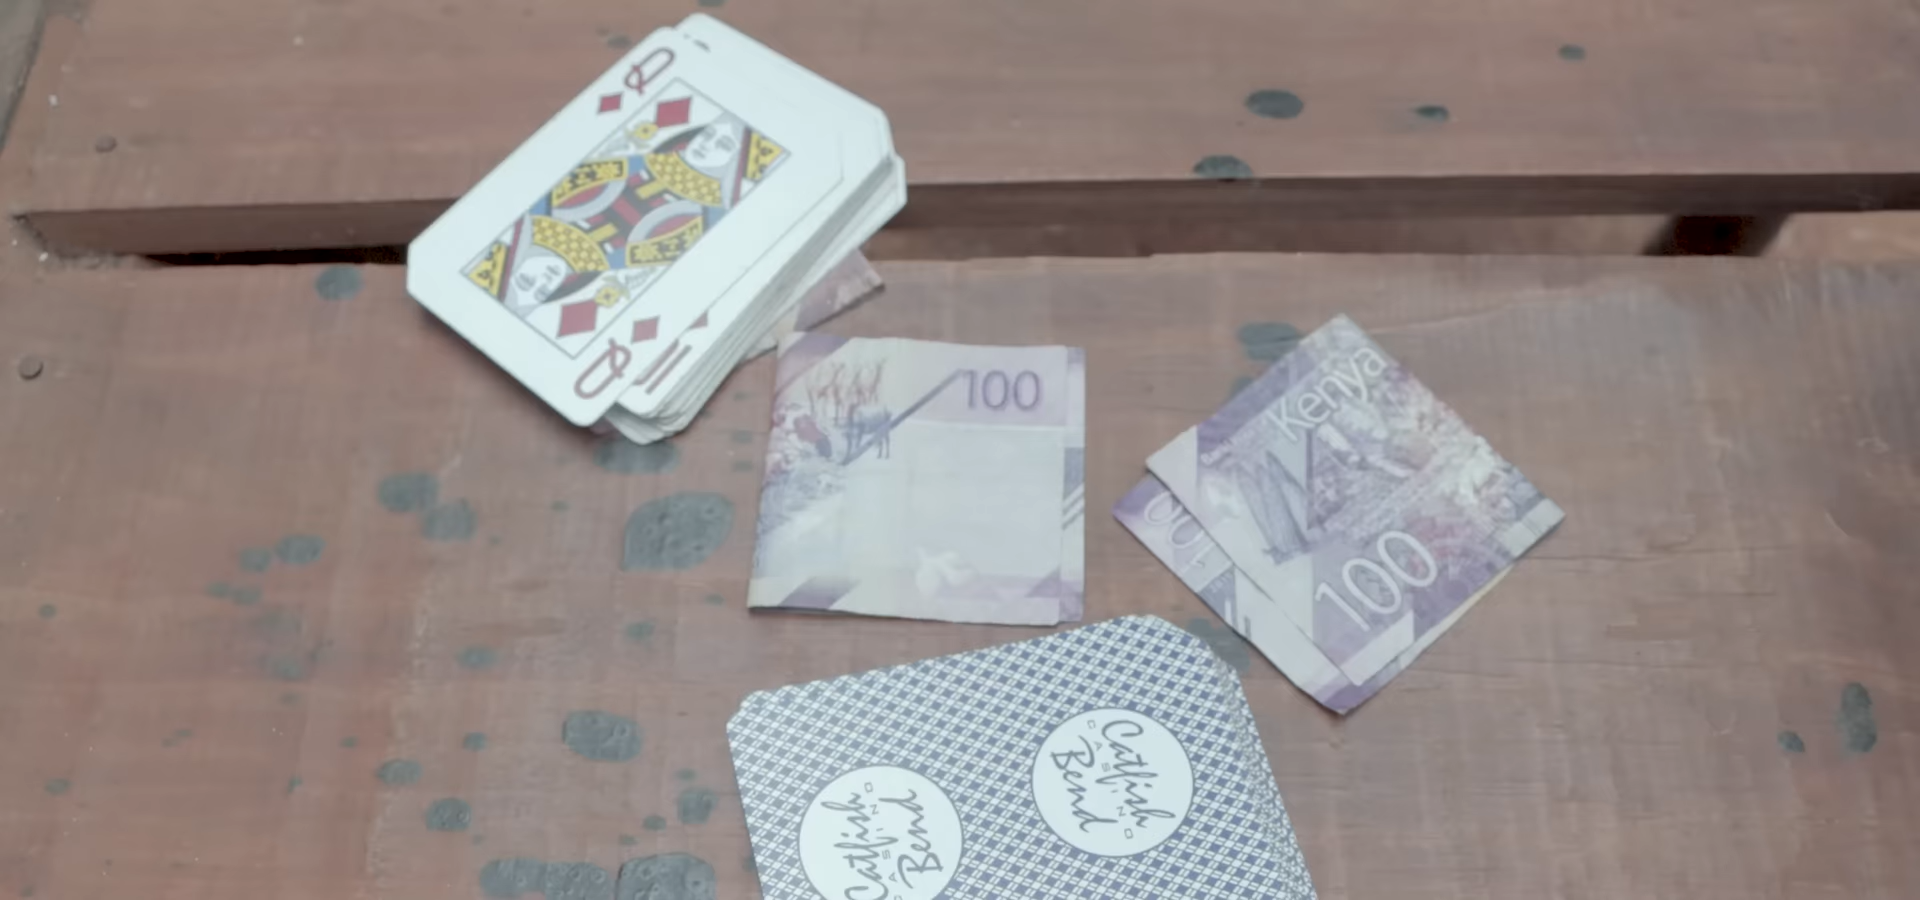 Q
Q
100
Kenya
100
100
Catfish
Bend
CASINO
Catfish
Bend
CASINO